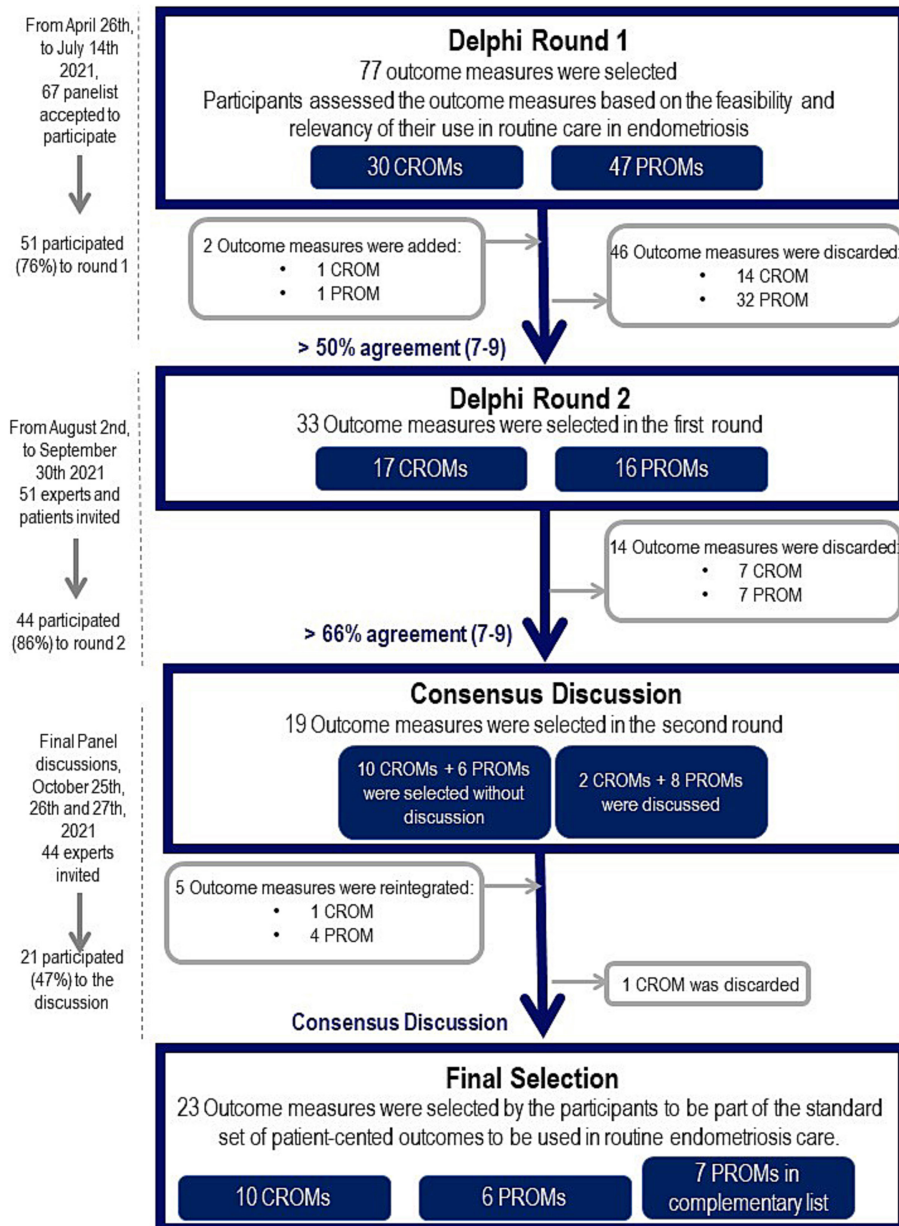 From April 26th,
to July 14th
2021,
67 panelist
accepted to
participate
51 participated
(76%) to round 1
Delphi Round 1
77 outcome measures were selected
Participants assessed the outcome measures based on the feasibility and
relevancy of their use in routine care in endometriosis
30 CROMs
47 PROMs
2 Outcome measures were added:
• 1 CROM
• 1 PROM
46 Outcome measures were discarded:
• 14 CROM
• 32 PROM
> 50% agreement (7-9)
From August 2nd,
to September
30th 2021
51 experts and
patients invited
44 participated
(86%) to round 2
Delphi Round 2
33 Outcome measures were selected in the first round
17 CROMs
16 PROMs
14 Outcome measures were discarded:
• 7 CROM
• 7 PROM
> 66% agreement (7-9)
Final Panel
discussions,
October 25th,
26th and 27th,
2021
44 experts
invited
21 participated
(47%) to the
discussion
Consensus Discussion
19 Outcome measures were selected in the second round
10 CROMs + 6 PROMs
were selected without
discussion
2 CROMs + 8 PROMs
were discussed
5 Outcome measures were reintegrated:
• 1 CROM
• 4 PROM
1 CROM was discarded
Consensus Discussion
Final Selection
23 Outcome measures were selected by the participants to be part of the standard
set of patient-cented outcomes to be used in routine endometriosis care.
10 CROMs
6 PROMs
7 PROMs in
complementary list